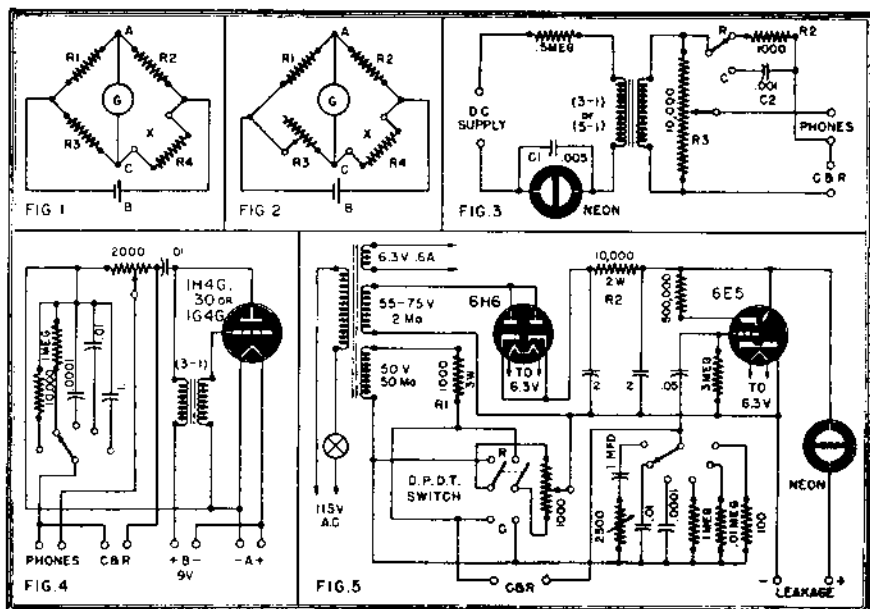 A
R1
R2
G
R3
X
R4
C
B
FIG 1
A
R1
R2
G
R3
X
R4
C
B
FIG 2
.5MEG
D C
SUPPLY
C1
.005
NEON
(3-1)
or
(5-1)
10,000
R3
R
R2
1000
C
.001
C2
PHONES
C & R
FIG. 3
2000
.01
1H4G,
30 OR
1G4G
1 MEG
10,000
.0001
.01
.1
(3-1)
PHONES
C & R
+B-
9V
-A+
FIG. 4
6.3V .6A
55-75 V
2 Ma
50 V
50 Ma
115V
A.C
6H6
TO
6.3V
1000
3W
R1
10,000
2 W
R2
2
2
.05
500,000
6E5
3 MEG
TO
6.3V
NEON
D.P.D.T.
SWITCH
R
C
1000
1 MFD
2500
.01
.0001
1 MEG
.01 MEG
100
C & R
- +
LEAKAGE
FIG. 5